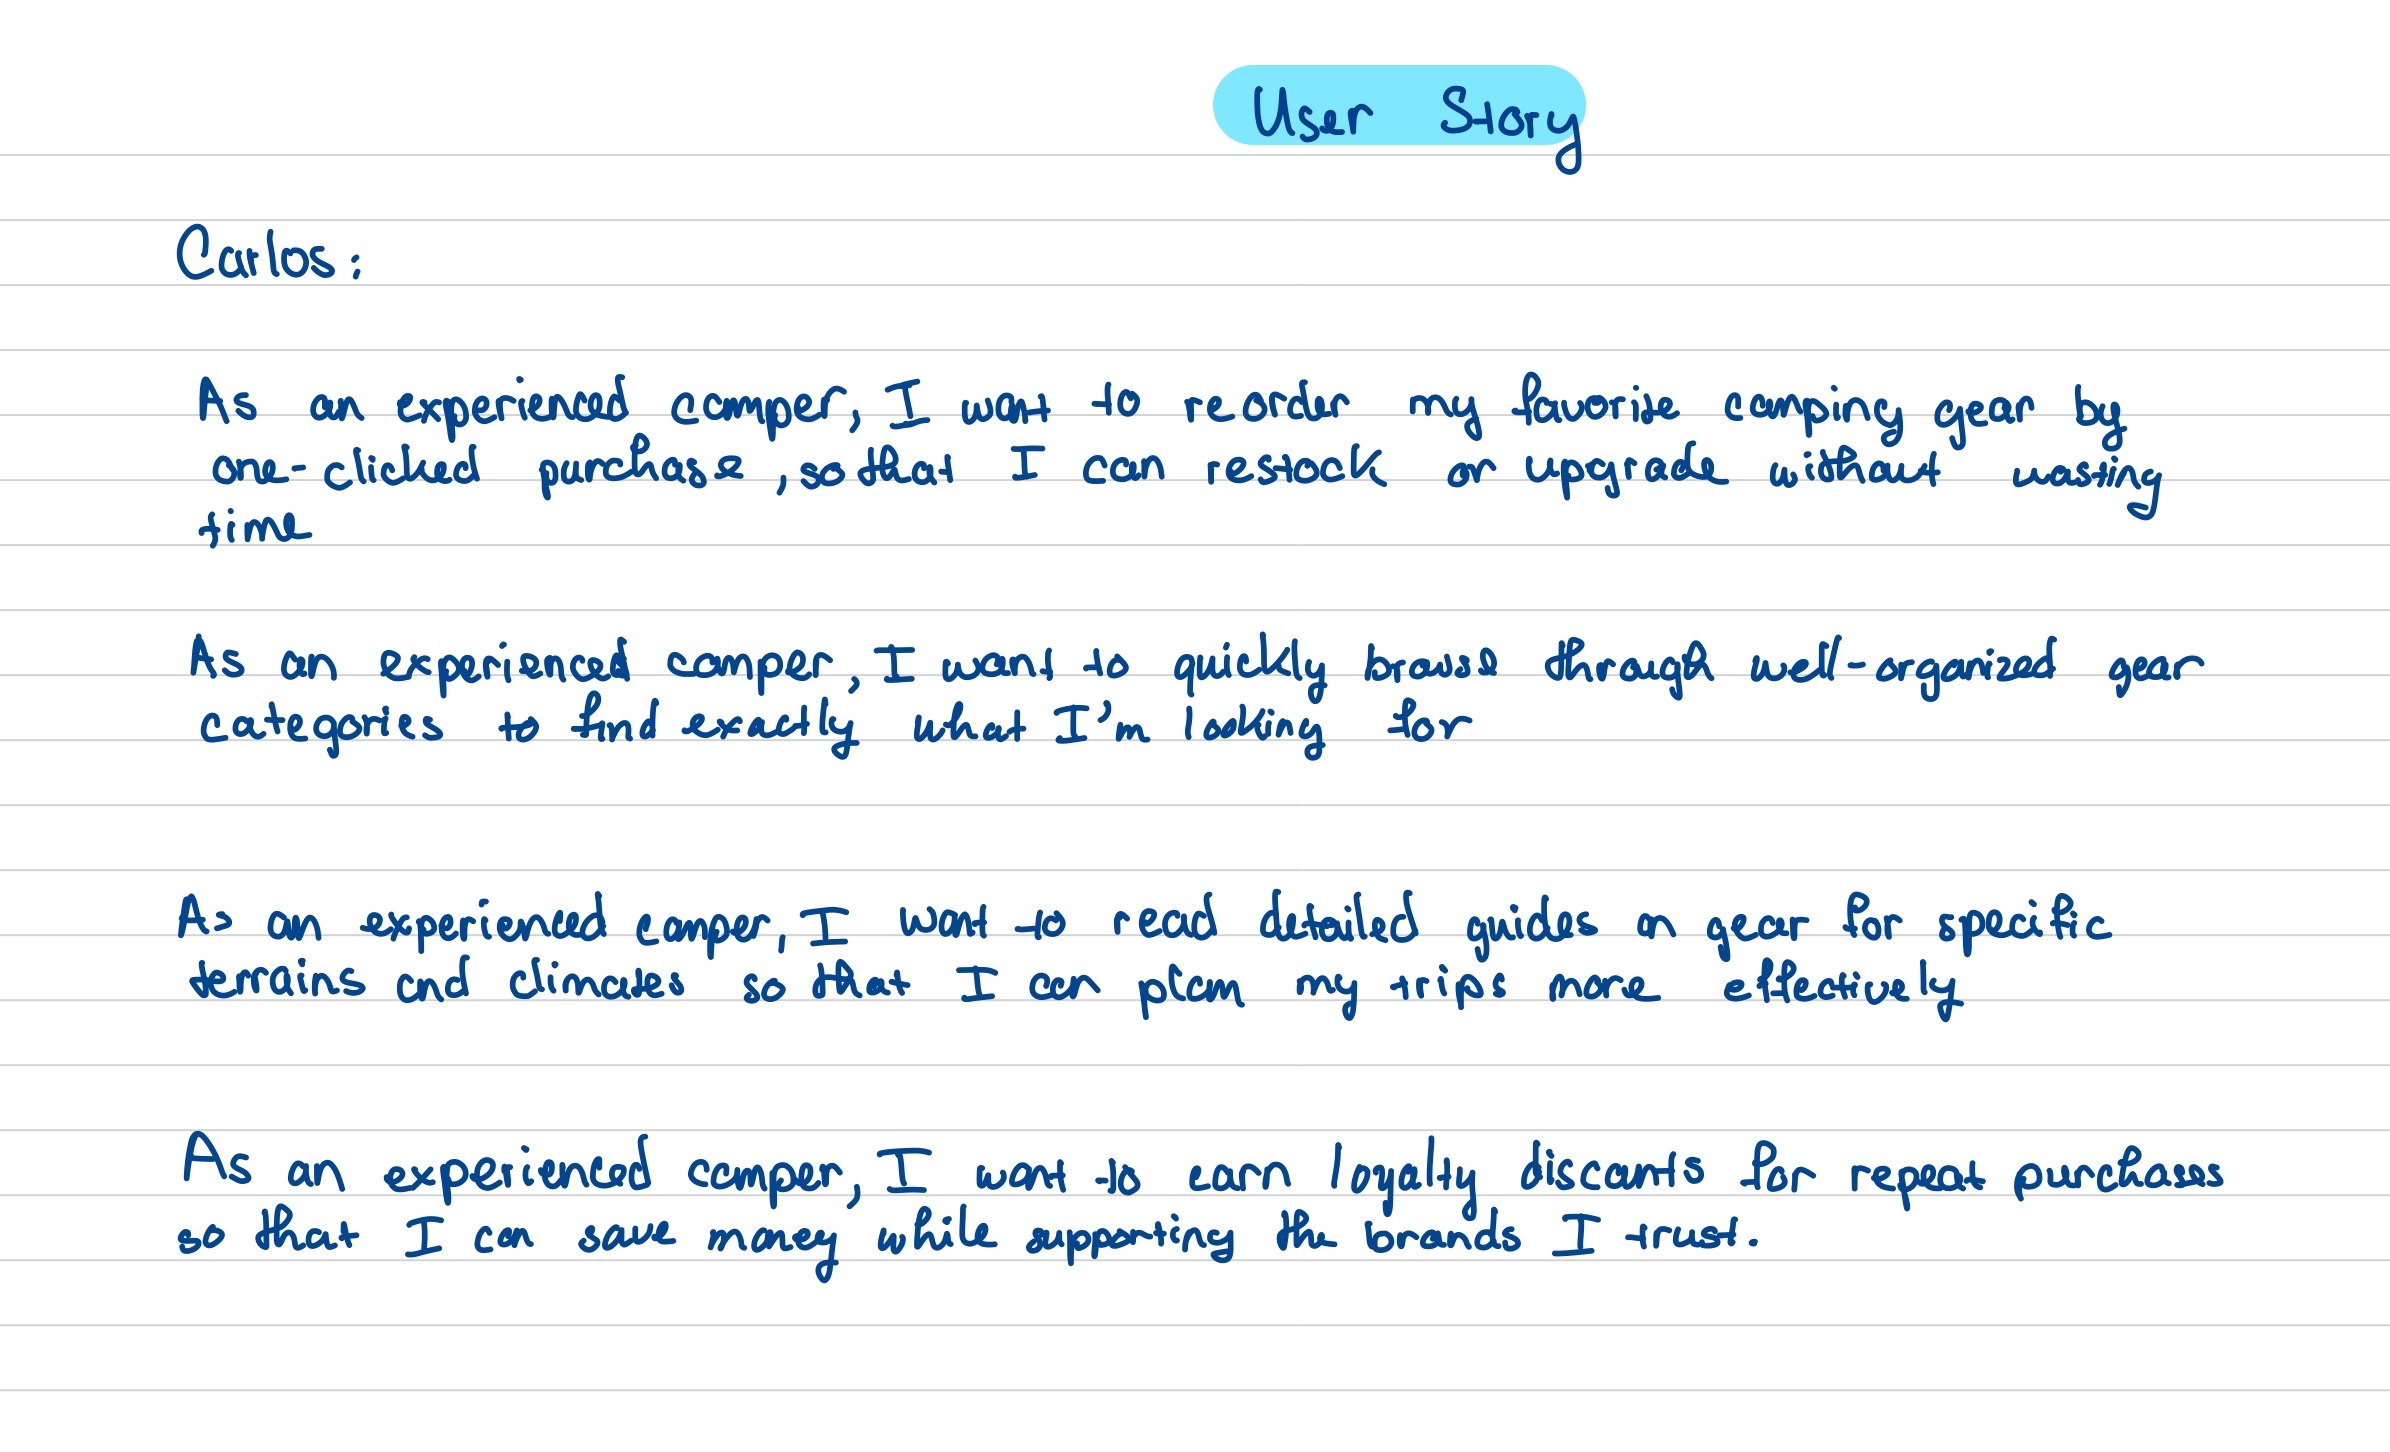 User Story
Carlos:
As an experienced camper, I want to reorder my favorite camping gear by
one-clicked purchase, so that I can restock or upgrade without wasting
time
As an experienced camper, I want to quickly browse through well-organized gear
categories to find exactly what I'm looking for
As an experienced camper, I want to read detailed guides on gear for specific
terrains and climates so that I can plan my trips more effectively
As an experienced camper, I want to earn loyalty discounts for repeat purchases
so that I can save money while supporting the brands I trust.